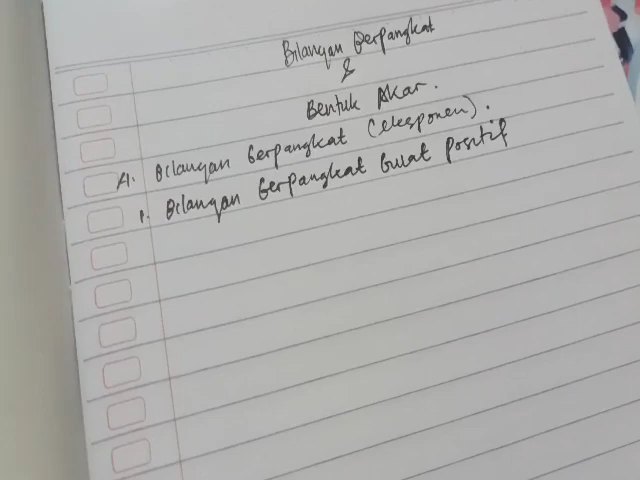 Bilangan Berpangkat
&
Bentuk Akar.
A. Bilangan berpangkat (eksponen).
1. Bilangan berpangkat bulat positif